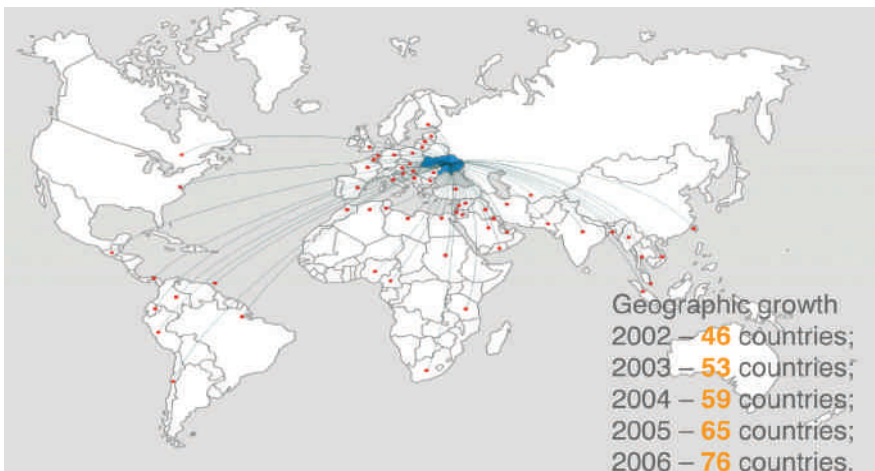 Geographic growth
2002 – 46 countries;
2003 – 53 countries;
2004 – 59 countries;
2005 – 65 countries;
2006 – 76 countries.